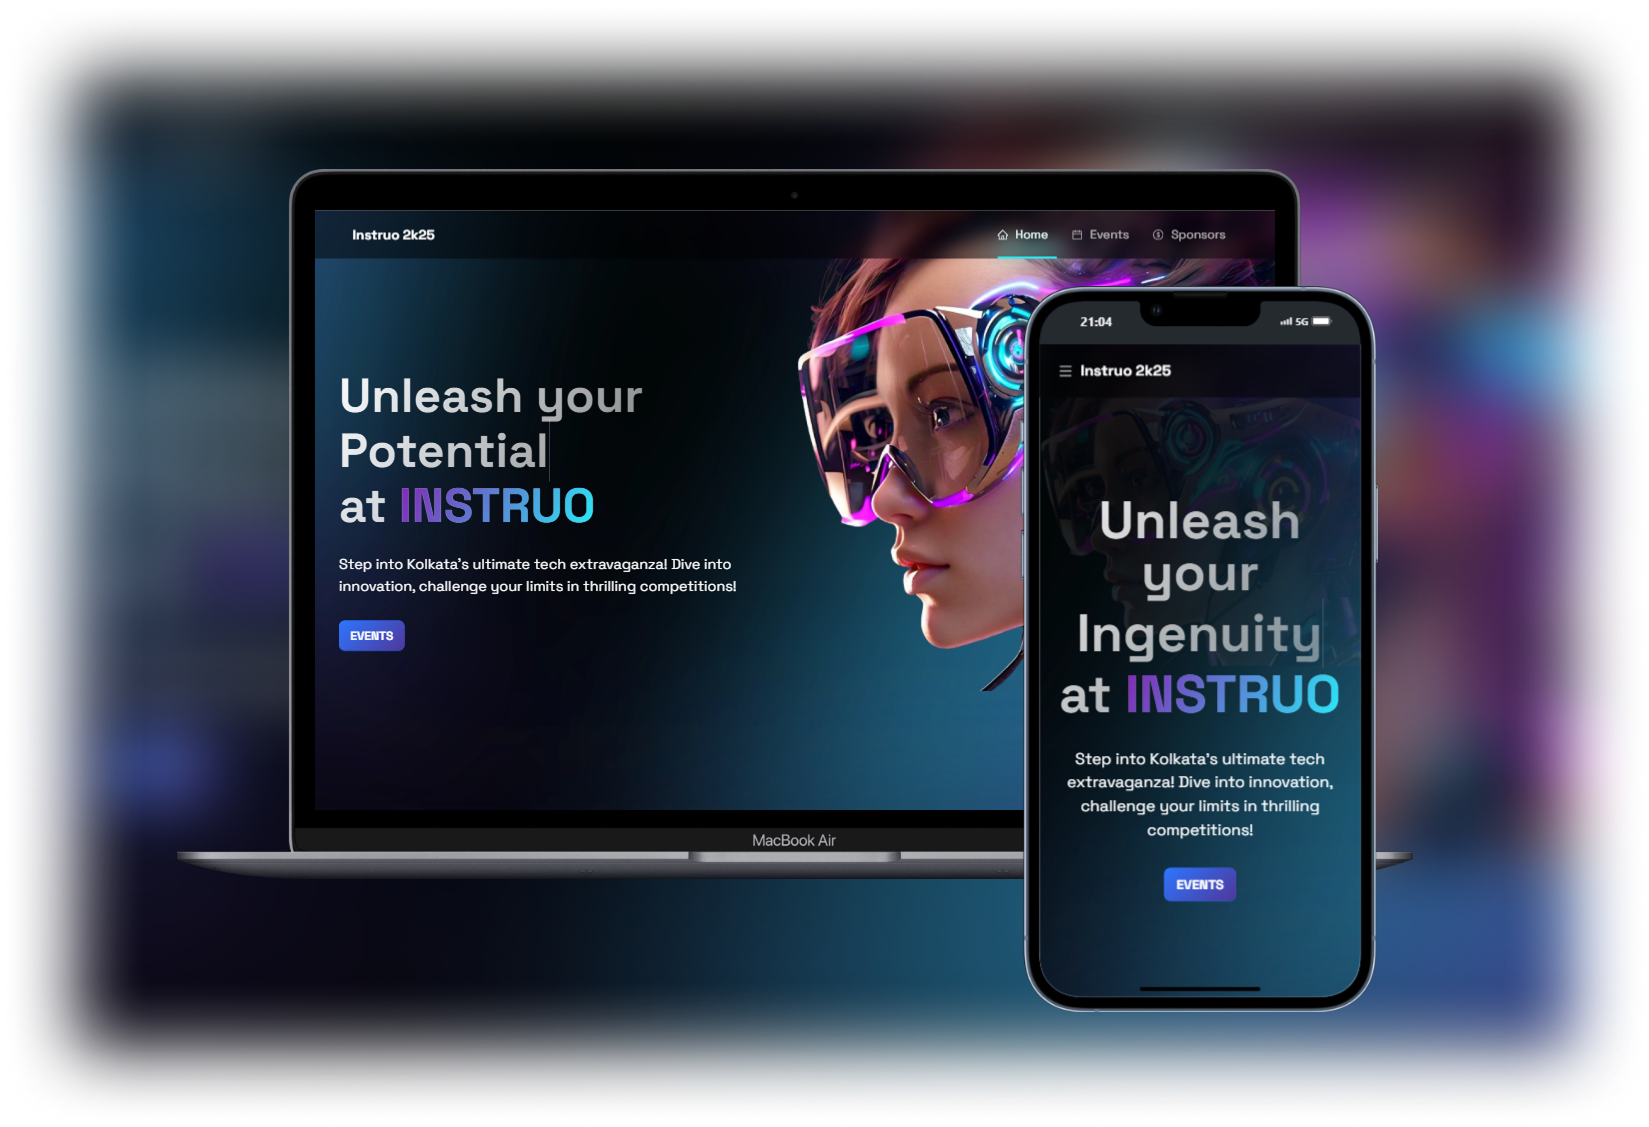 Instruo 2k25
Home Events Sponsors
Unleash your
Potential
at INSTRUO
Step into Kolkata's ultimate tech extravaganza! Dive into
innovation, challenge your limits in thrilling competitions!
EVENTS
MacBook Air
21:04
5G
Instruo 2k25
Unleash
your
Ingenuity
at INSTRUO
Step into Kolkata's ultimate tech
extravaganza! Dive into innovation,
challenge your limits in thrilling
competitions!
EVENTS